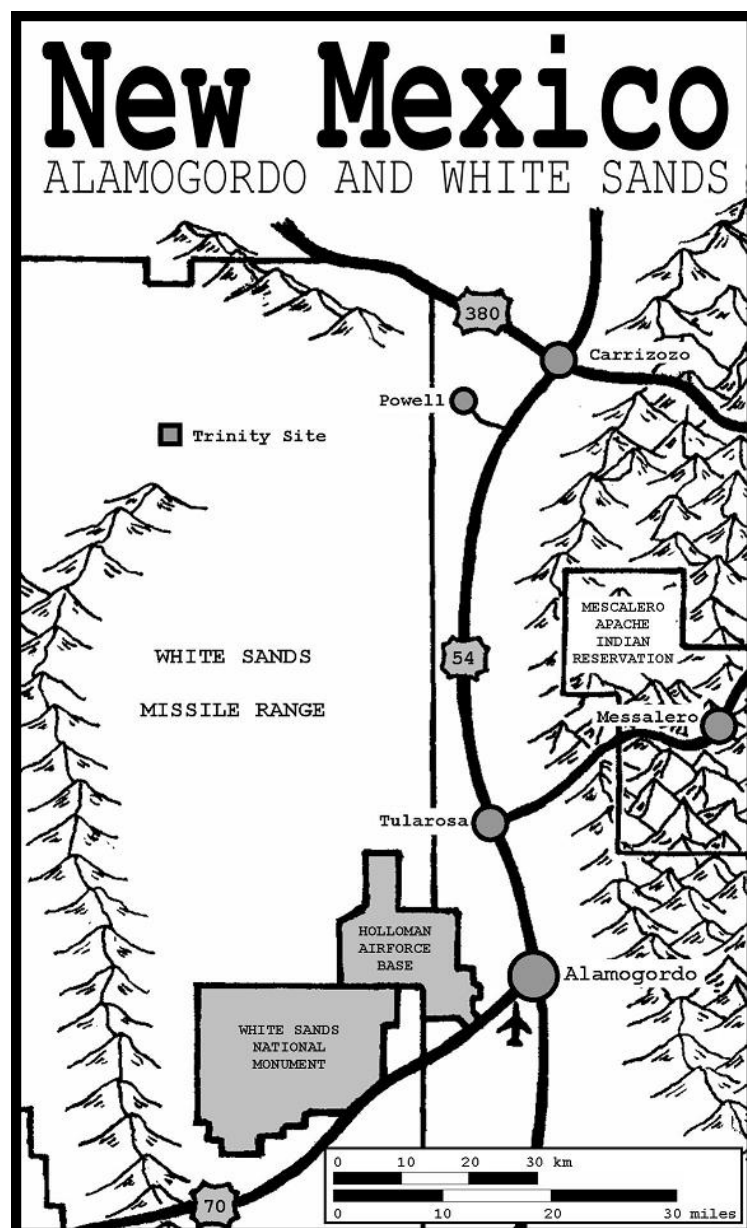 New Mexico
ALAMOGORDO AND WHITE SANDS
380
Carrizozo
Powell
Trinity Site
MESCALERO
APACHE
INDIAN
RESERVATION
WHITE SANDS
54
MISSILE RANGE
Messalero
Tularosa
HOLLOMAN
AIRFORCE
BASE
Alamogordo
WHITE SANDS
NATIONAL
MONUMENT
0 10 20 30 km
70
0 10 20 30 miles